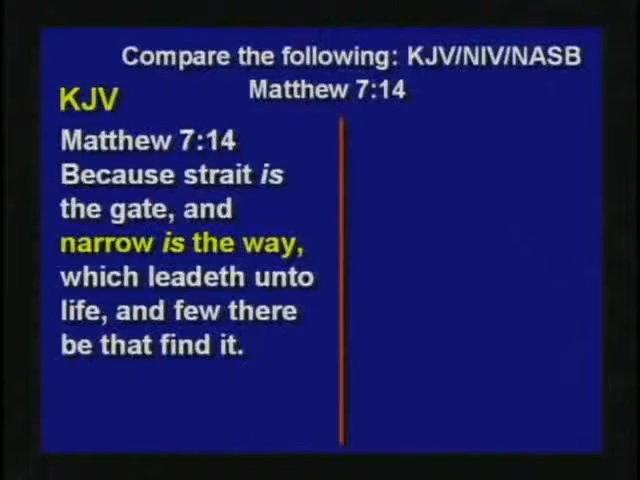 Compare the following: KJV/NIV/NASB
Matthew 7:14
KJV
Matthew 7:14
Because strait is
the gate, and
narrow is the way,
which leadeth unto
life, and few there
be that find it.